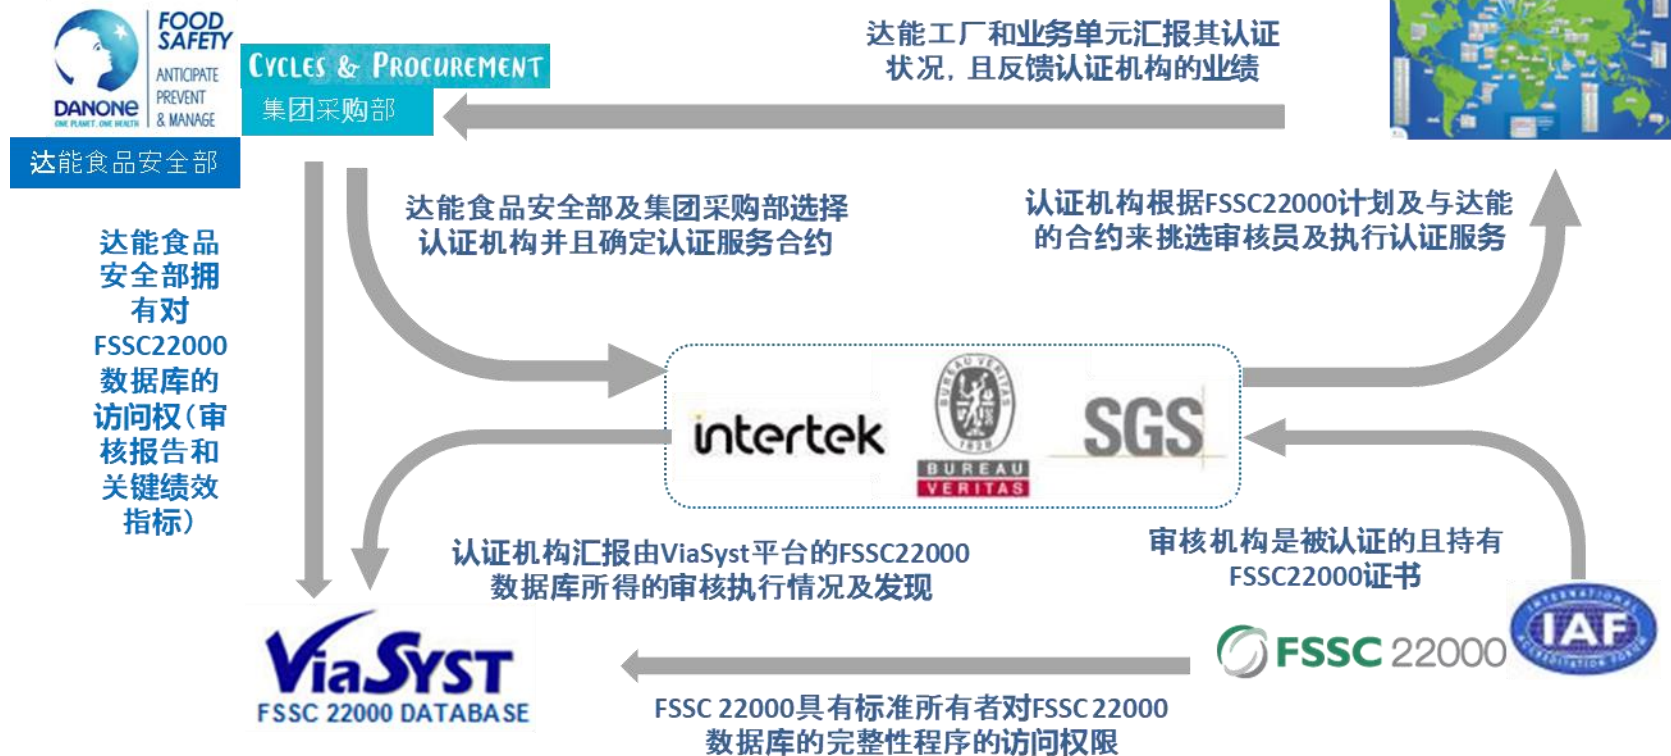 FOOD
SAFETY
ANTICIPATE
PREVENT
& MANAGE
DANONE
ONE PLANET. ONE HEALTH
CYCLES & PROCUREMENT
集团采购部
达能食品安全部
达能工厂和业务单元汇报其认证
状况，且反馈认证机构的业绩
达能食品安全部及集团采购部选择
认证机构并且确定认证服务合约
认证机构根据FSSC22000计划及与达能
的合约来挑选审核员及执行认证服务
达能食品
安全部拥
有对
FSSC22000
数据库的
访问权（审
核报告和
关键绩效
指标）
intertek
BUREAU VERITAS
1828
BUREAU
VERITAS
SGS
认证机构汇报由ViaSyst平台的FSSC22000
数据库所得的审核执行情况及发现
审核机构是被认证的且持有
FSSC22000证书
ViaSyst
FSSC 22000 DATABASE
FSSC 22000
INTERNATIONAL
IAF
ACCREDITATION FORUM
FSSC 22000具有标准所有者对FSSC 22000
数据库的完整性程序的访问权限